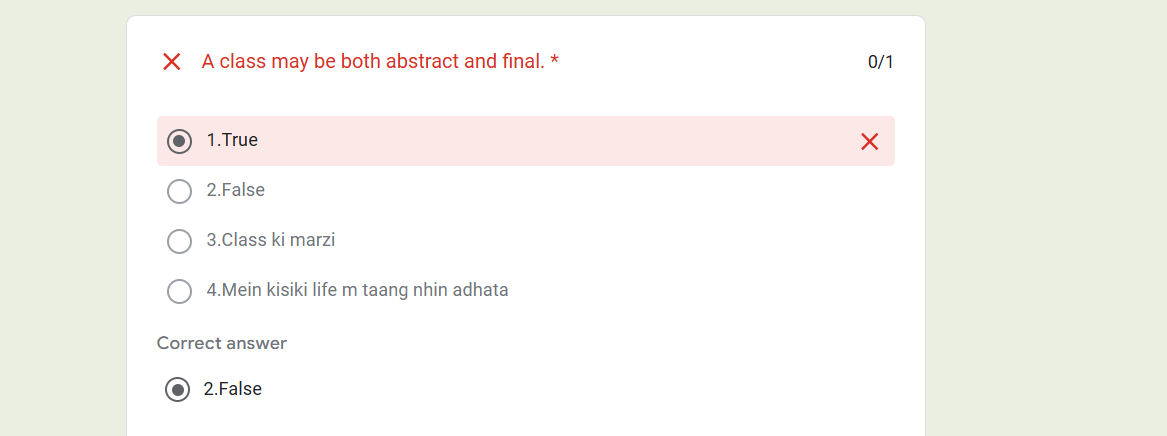 A class may be both abstract and final. *
0/1
1.True
2.False
3.Class ki marzi
4.Mein kisiki life m taang nhin adhata
Correct answer
2.False